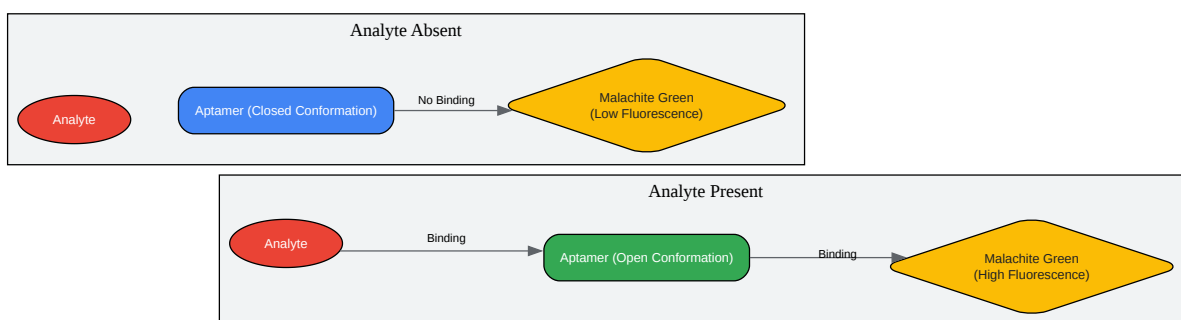 Analyte Absent
Analyte
Aptamer (Closed Conformation)
No Binding
Malachite Green
(Low Fluorescence)
Analyte Present
Analyte
Binding
Aptamer (Open Conformation)
Binding
Malachite Green
(High Fluorescence)